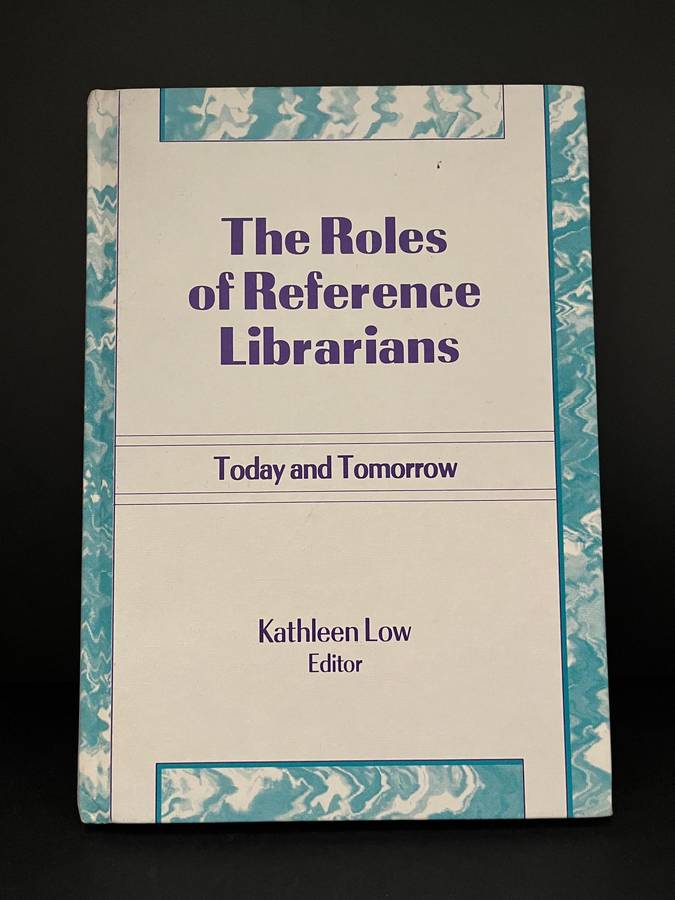 The Roles
of Reference
Librarians
Today and Tomorrow
Kathleen Low
Editor